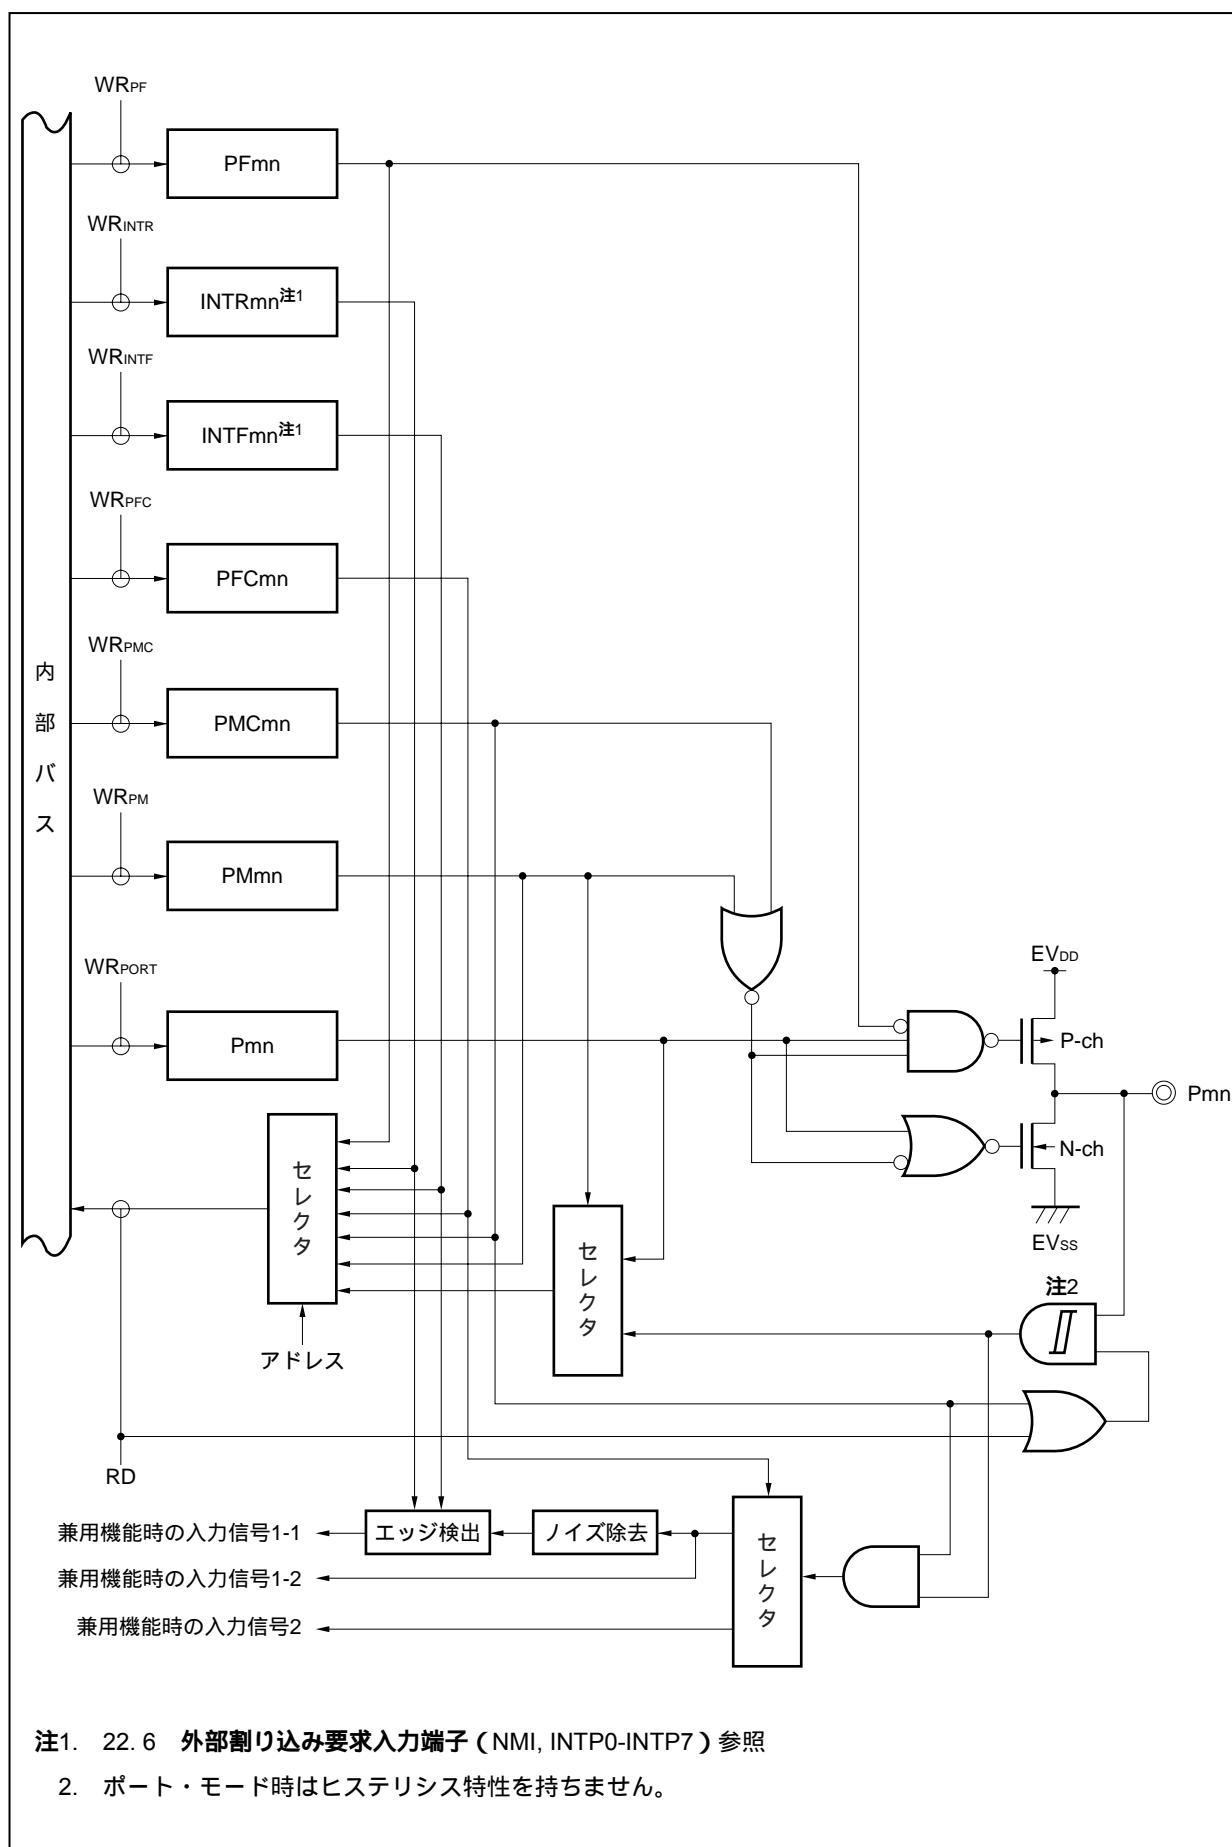 WRPF
PFmn
WRINTR
INTRmn注1
WRINTF
INTFmn注1
WRPFC
PFCmn
WRPMC
PMCmn
内部バス
WRPM
PMmn
WRPORT
Pmn
EVDD
P-ch
Pmn
N-ch
EVSS
セレクタ
セレクタ
注2
アドレス
RD
エッジ検出
ノイズ除去
セレクタ
兼用機能時の入力信号1-1
兼用機能時の入力信号1-2
兼用機能時の入力信号2
注1. 22. 6 外部割り込み要求入力端子（NMI, INTP0-INTP7）参照
2. ポート・モード時はヒステリシス特性を持ちません。